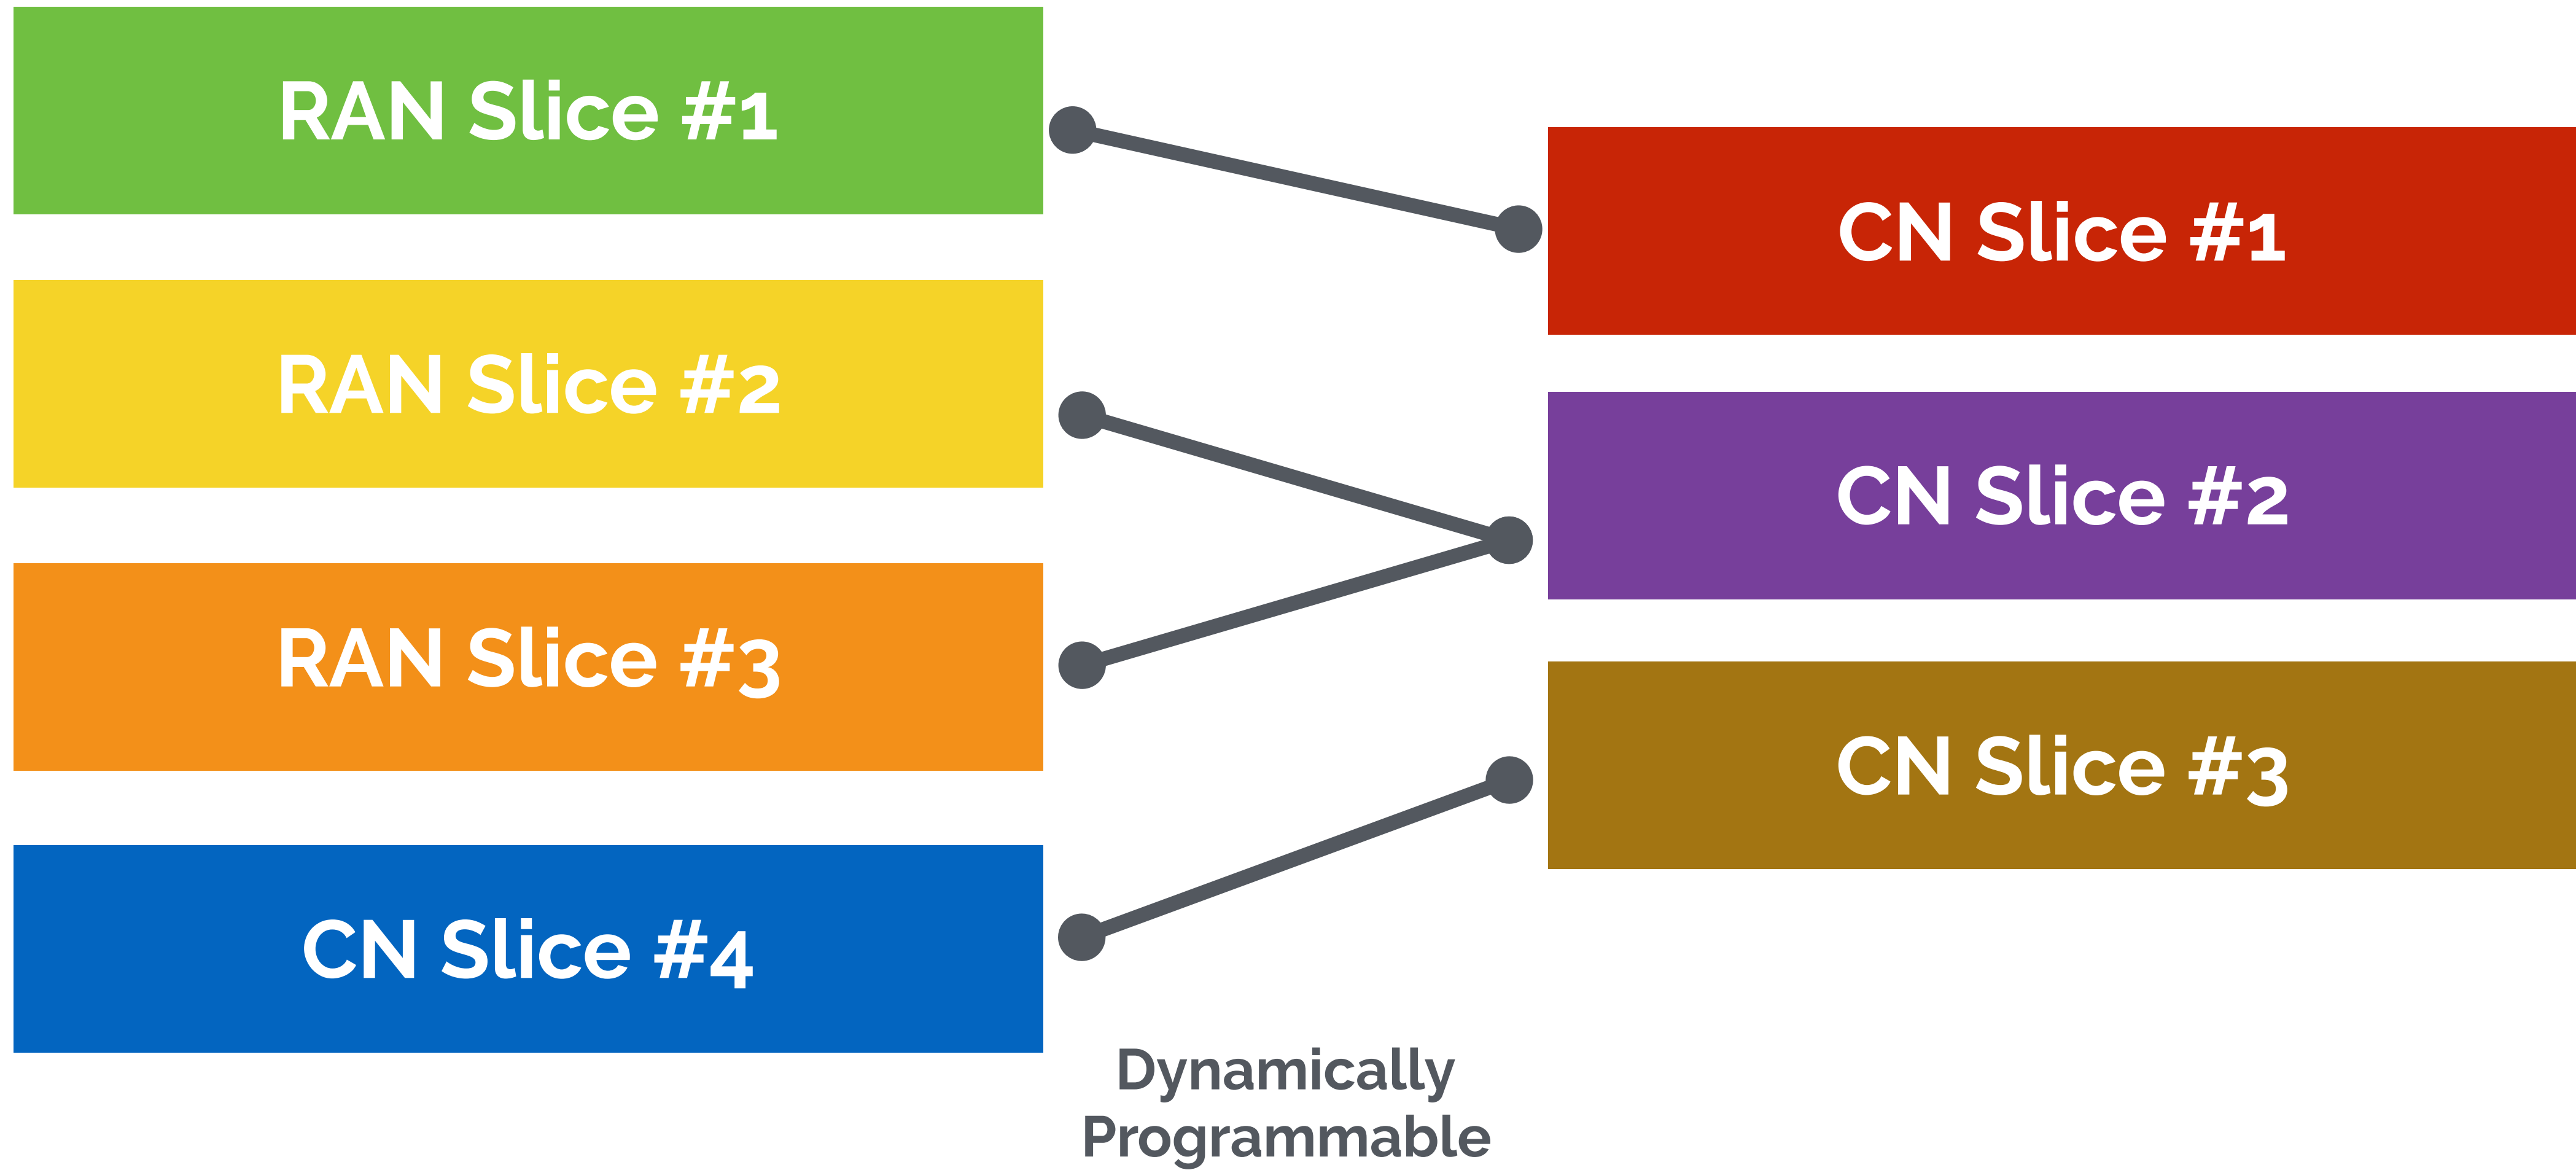 RAN Slice #1
RAN Slice #2
RAN Slice #3
CN Slice #4
CN Slice #1
CN Slice #2
CN Slice #3
Dynamically
Programmable